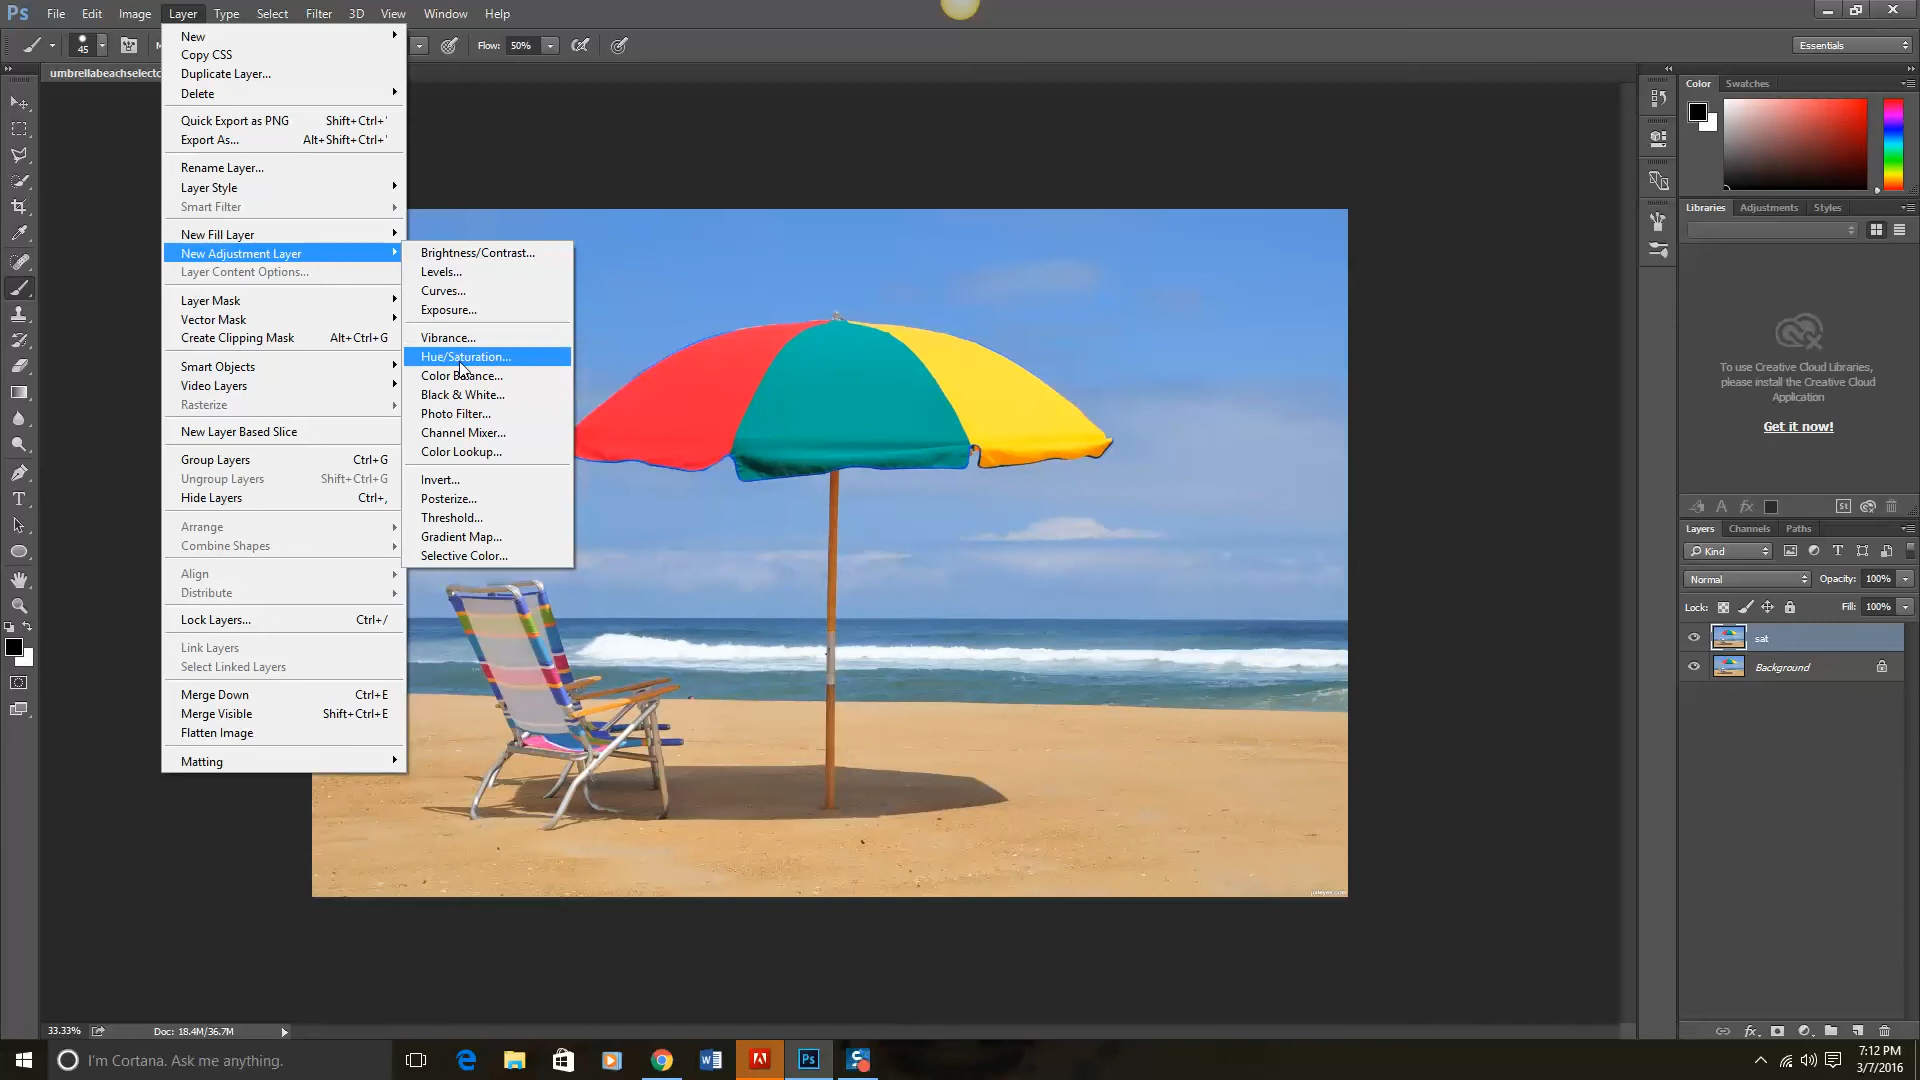 Ps File Edit Image Layer Type Select Filter 3D View Window Help
45 Flow: 50% Essentials
umbrellabeachselectc
New
Copy CSS
Duplicate Layer...
Delete
Quick Export as PNG Shift+Ctrl+'
Export As... Alt+Shift+Ctrl+'
Rename Layer...
Layer Style
Smart Filter
New Fill Layer
New Adjustment Layer
Layer Content Options...
Layer Mask
Vector Mask
Create Clipping Mask Alt+Ctrl+G
Smart Objects
Video Layers
Rasterize
New Layer Based Slice
Group Layers Ctrl+G
Ungroup Layers Shift+Ctrl+G
Hide Layers Ctrl+,
Arrange
Combine Shapes
Align
Distribute
Lock Layers... Ctrl+/
Link Layers
Select Linked Layers
Merge Down Ctrl+E
Merge Visible Shift+Ctrl+E
Flatten Image
Matting
Brightness/Contrast...
Levels...
Curves...
Exposure...
Vibrance...
Hue/Saturation...
Color Balance...
Black & White...
Photo Filter...
Channel Mixer...
Color Lookup...
Invert...
Posterize...
Threshold...
Gradient Map...
Selective Color...
Color Swatches
Libraries Adjustments Styles
To use Creative Cloud Libraries,
please install the Creative Cloud
Application
Get it now!
Layers Channels Paths
Kind
Normal Opacity: 100%
Lock: Fill: 100%
sat
Background
33.33% Doc: 18.4M/36.7M
I'm Cortana. Ask me anything.
7:12 PM
3/7/2016